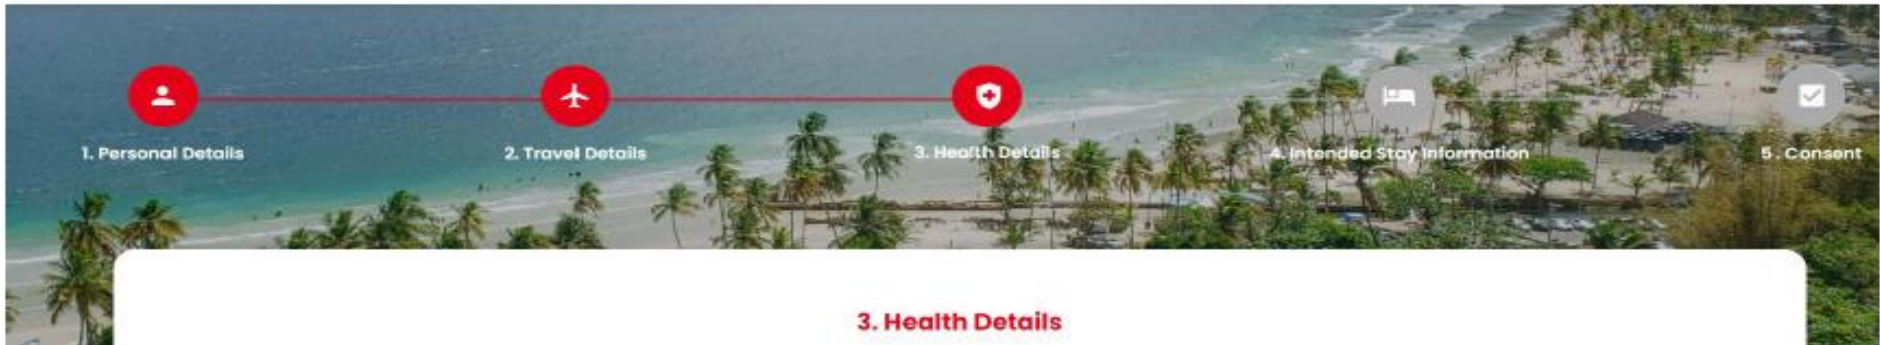 1. Personal Details
2. Travel Details
3. Health Details
4. Intended Stay Information
5 . Consent
3. Health Details